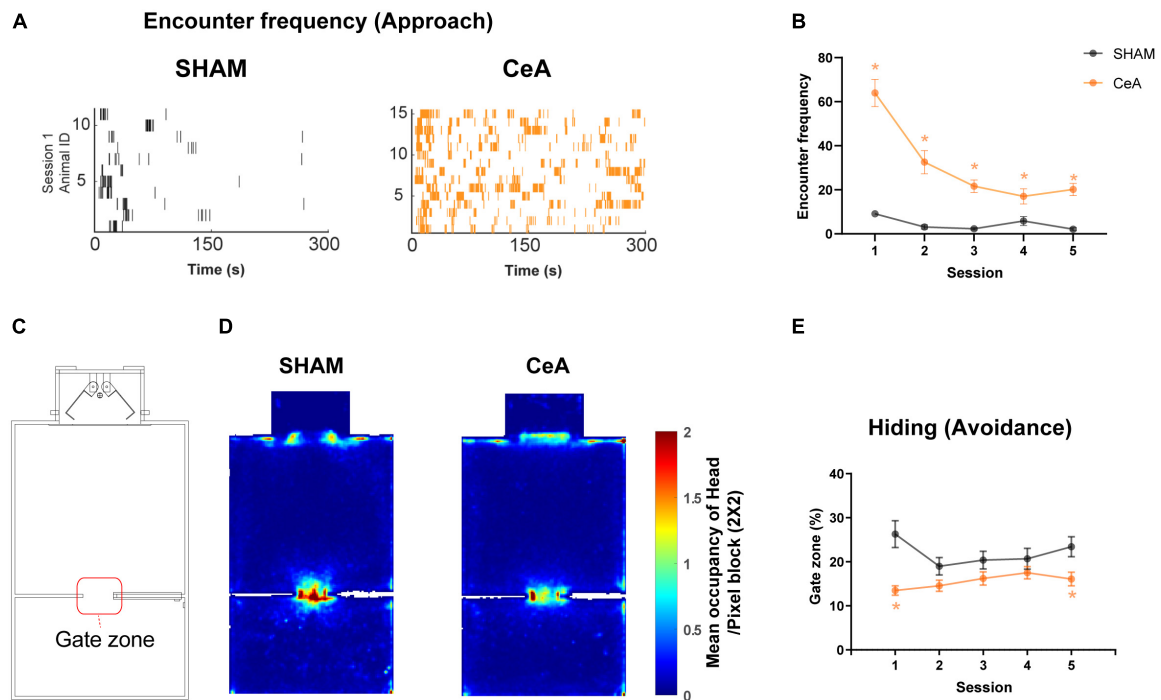 A
Encounter frequency (Approach)
SHAM
CeA
Session 1
Animal ID
10
5
0
150
300
Time (s)
15
10
5
0
150
300
Time (s)
B
SHAM
CeA
Encounter frequency
80
60
40
20
0
*
*
*
*
*
1
2
3
4
5
Session
C
Gate zone
D
SHAM
CeA
2
1.5
1
0.5
0
Mean occupancy of Head
/Pixel block (2X2)
E
Hiding (Avoidance)
Gate zone (%)
40
30
20
10
0
*
*
1
2
3
4
5
Session